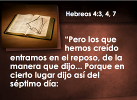 Hebreos 4:3, 4, 7
“Pero los que
hemos creído
entramos en el reposo, de la
manera que dijo... Porque en
cierto lugar dijo así del
séptimo día: